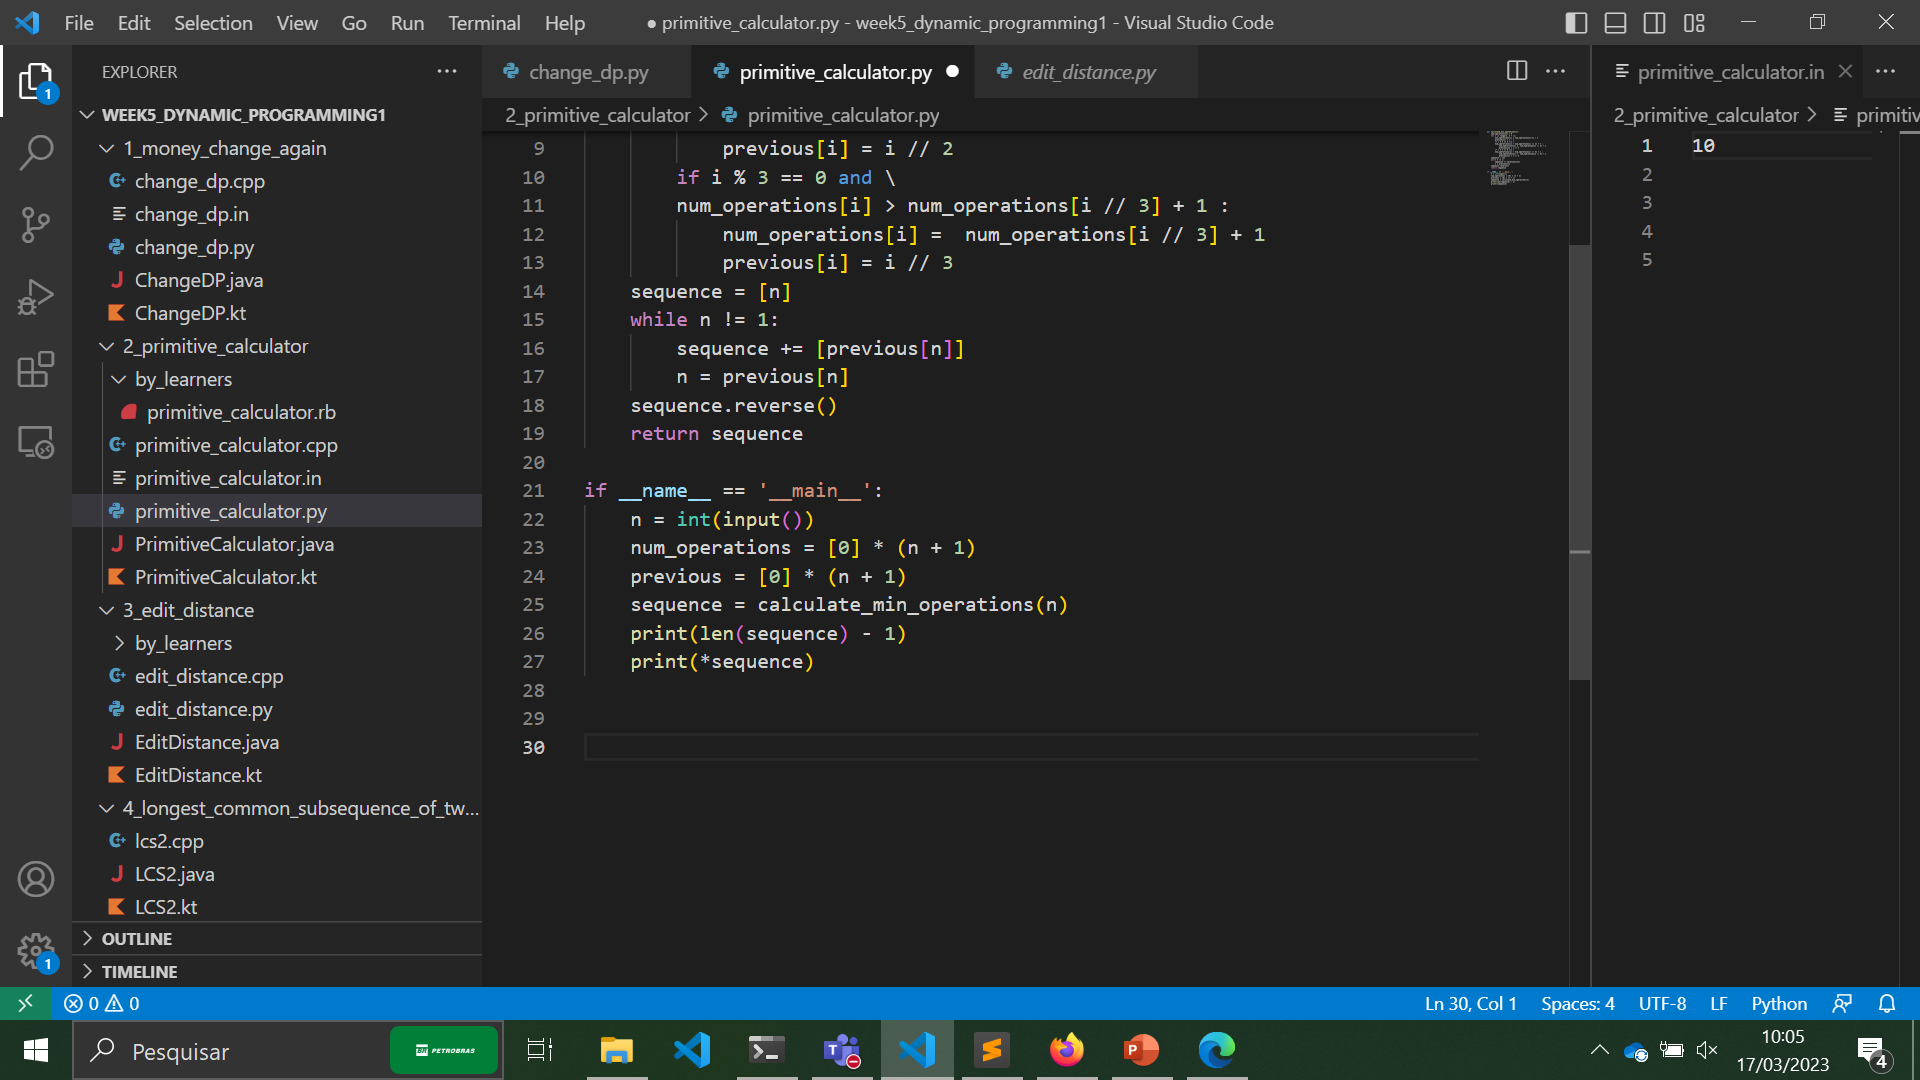 File Edit Selection View Go Run Terminal Help
● primitive_calculator.py - week5_dynamic_programming1 - Visual Studio Code
EXPLORER
WEEK5_DYNAMIC_PROGRAMMING1
1_money_change_again
change_dp.cpp
change_dp.in
change_dp.py
ChangeDP.java
ChangeDP.kt
2_primitive_calculator
by_learners
primitive_calculator.rb
primitive_calculator.cpp
primitive_calculator.in
primitive_calculator.py
PrimitiveCalculator.java
PrimitiveCalculator.kt
3_edit_distance
by_learners
edit_distance.cpp
edit_distance.py
EditDistance.java
EditDistance.kt
4_longest_common_subsequence_of_tw...
lcs2.cpp
LCS2.java
LCS2.kt
OUTLINE
TIMELINE
1
1
change_dp.py
primitive_calculator.py
edit_distance.py
2_primitive_calculator > primitive_calculator.py
9 previous[i] = i // 2
10 if i % 3 == 0 and \
11 num_operations[i] > num_operations[i // 3] + 1 :
12 num_operations[i] =  num_operations[i // 3] + 1
13 previous[i] = i // 3
14 sequence = [n]
15 while n != 1:
16 sequence += [previous[n]]
17 n = previous[n]
18 sequence.reverse()
19 return sequence
20
21 if __name__ == '__main__':
22 n = int(input())
23 num_operations = [0] * (n + 1)
24 previous = [0] * (n + 1)
25 sequence = calculate_min_operations(n)
26 print(len(sequence) - 1)
27 print(*sequence)
28
29
30
primitive_calculator.in
2_primitive_calculator > primitiv
1 10
2
3
4
5
0 0
Ln 30, Col 1 Spaces: 4 UTF-8 LF Python
Pesquisar
BR PETROBRAS
10:05
17/03/2023
4